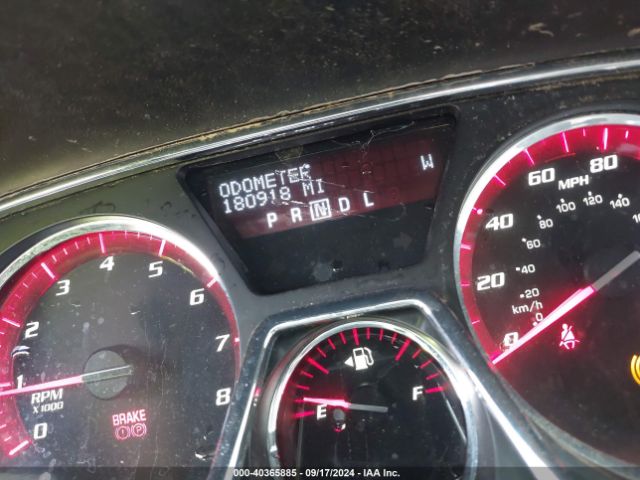 ODOMETER W
180918 MI
P R N D L
0 1 2 3 4 5 6 7 8
RPM
X1000
BRAKE
P
E F
0 20 40 60 80
MPH
0 20 40 60 80 100 120 140
km/h
000-40365885 - 09/17/2024 - IAA Inc.